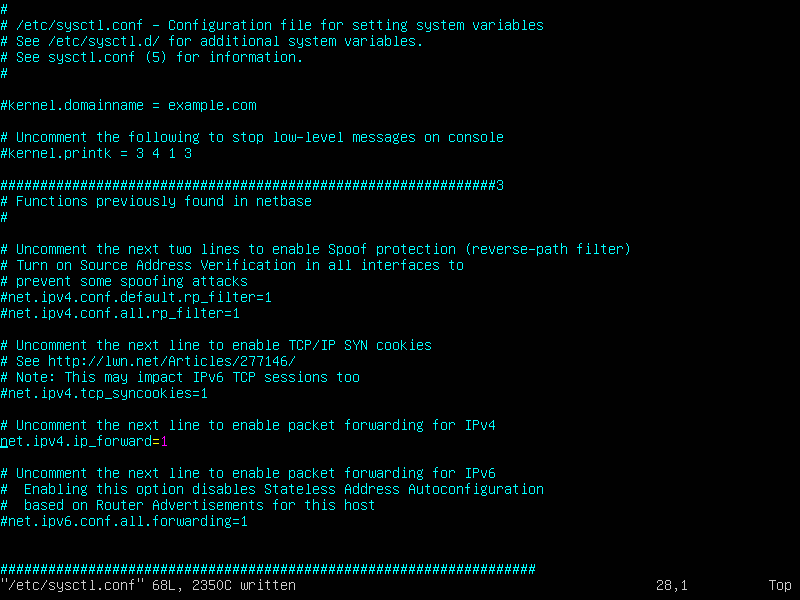 #
# /etc/sysctl.conf - Configuration file for setting system variables
# See /etc/sysctl.d/ for additional system variables.
# See sysctl.conf (5) for information.
#
#kernel.domainname = example.com
# Uncomment the following to stop low-level messages on console
#kernel.printk = 3 4 1 3
##############################################################3
# Functions previously found in netbase
#
# Uncomment the next two lines to enable Spoof protection (reverse-path filter)
# Turn on Source Address Verification in all interfaces to
# prevent some spoofing attacks
#net.ipv4.conf.default.rp_filter=1
#net.ipv4.conf.all.rp_filter=1
# Uncomment the next line to enable TCP/IP SYN cookies
# See http://lwn.net/Articles/277146/
# Note: This may impact IPv6 TCP sessions too
#net.ipv4.tcp_syncookies=1
# Uncomment the next line to enable packet forwarding for IPv4
net.ipv4.ip_forward=1
# Uncomment the next line to enable packet forwarding for IPv6
#  Enabling this option disables Stateless Address Autoconfiguration
#  based on Router Advertisements for this host
#net.ipv6.conf.all.forwarding=1
###################################################################
"/etc/sysctl.conf" 68L, 2350C written 28,1 Top